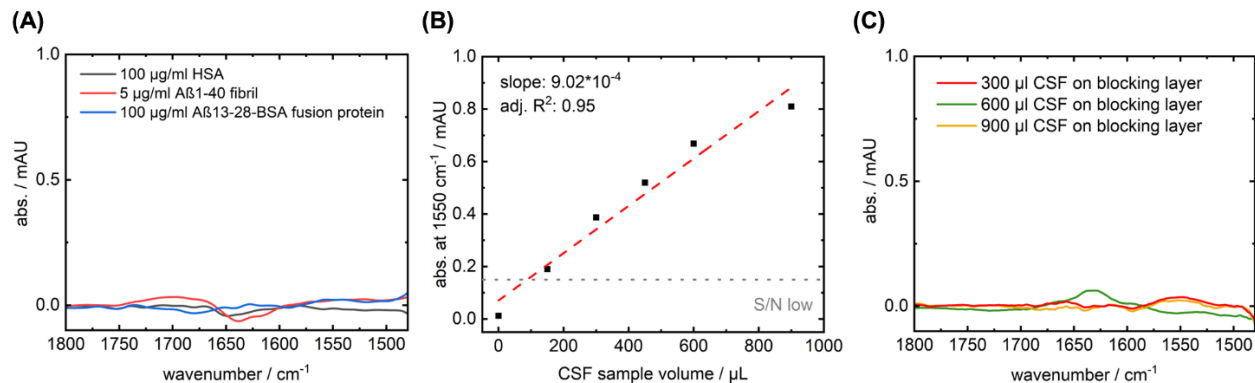 (A)
1.0
0.5
0.0
abs. / mAU
100 µg/ml HSA
5 µg/ml Aß1-40 fibril
100 µg/ml Aß13-28-BSA fusion protein
1800 1750 1700 1650 1600 1550 1500
wavenumber / cm⁻¹
(B)
1.0
0.8
0.6
0.4
0.2
0.0
abs. at 1550 cm⁻¹ / mAU
slope: 9.02*10⁻⁴
adj. R²: 0.95
S/N low
0 200 400 600 800 1000
CSF sample volume / µL
(C)
1.0
0.5
0.0
abs. / mAU
300 µl CSF on blocking layer
600 µl CSF on blocking layer
900 µl CSF on blocking layer
1800 1750 1700 1650 1600 1550 1500
wavenumber / cm⁻¹